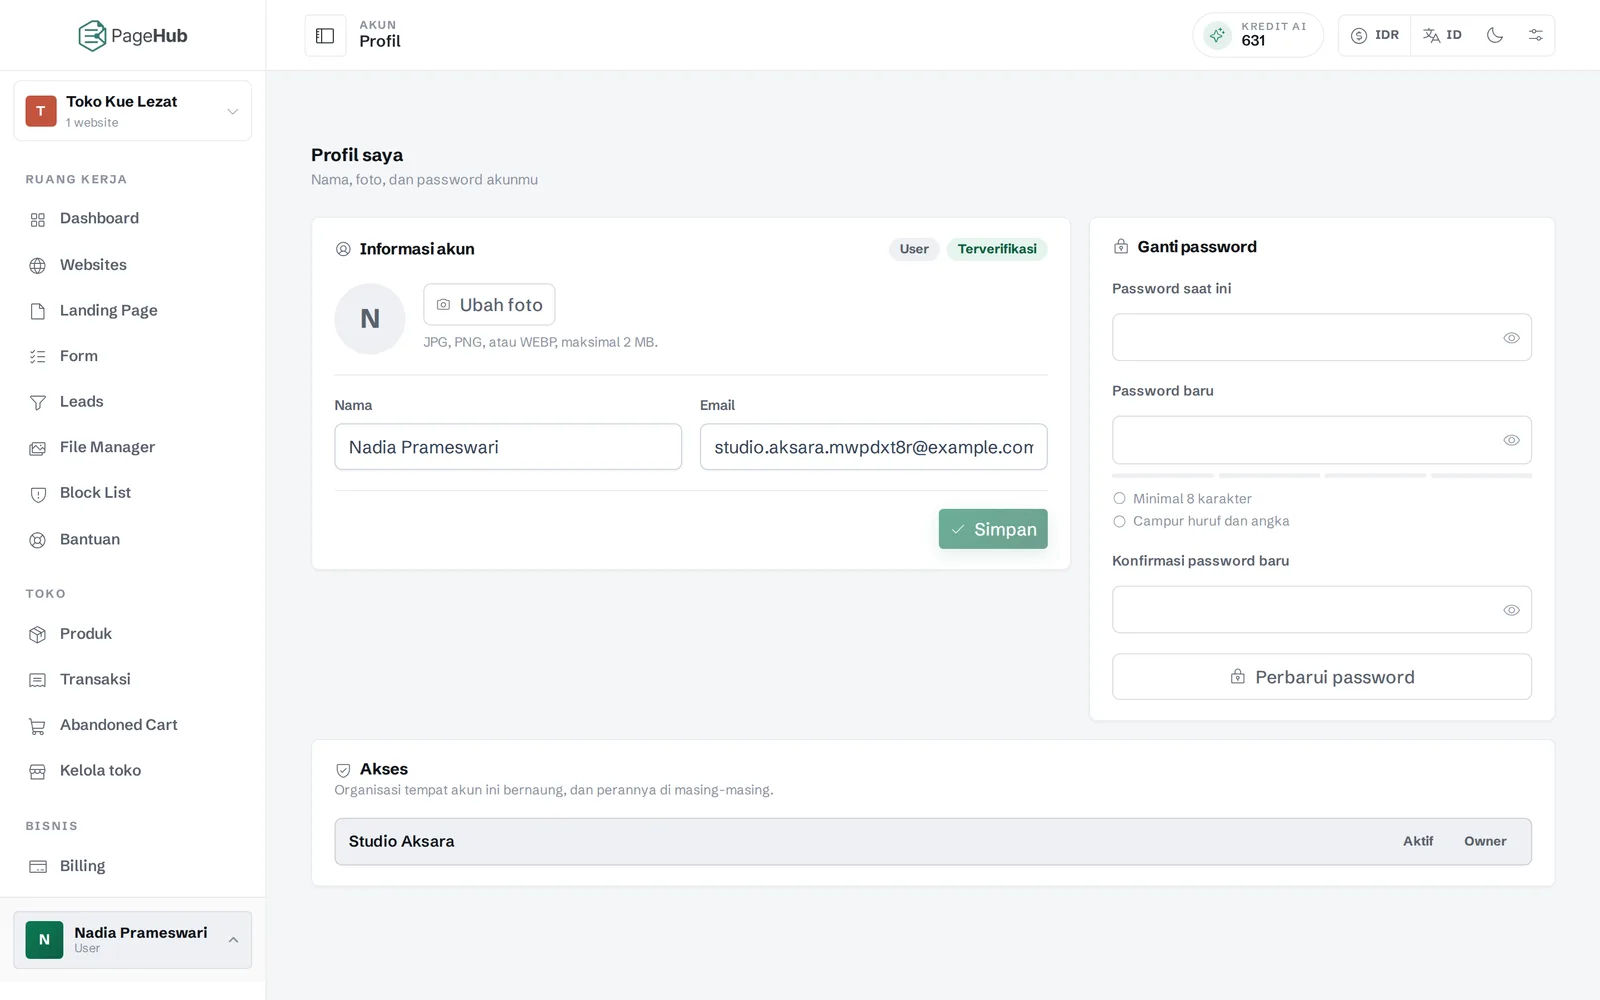 PageHub
AKUN
Profil
KREDIT AI
631
IDR
ID
T
Toko Kue Lezat
1 website
RUANG KERJA
Dashboard
Websites
Landing Page
Form
Leads
File Manager
Block List
Bantuan
TOKO
Produk
Transaksi
Abandoned Cart
Kelola toko
BISNIS
Billing
N
Nadia Prameswari
User
Profil saya
Nama, foto, dan password akunmu
Informasi akun
User
Terverifikasi
N
Ubah foto
JPG, PNG, atau WEBP, maksimal 2 MB.
Nama
Email
Nadia Prameswari
studio.aksara.mwpdxt8r@example.com
Simpan
Ganti password
Password saat ini
Password baru
Minimal 8 karakter
Campur huruf dan angka
Konfirmasi password baru
Perbarui password
Akses
Organisasi tempat akun ini bernaung, dan perannya di masing-masing.
Studio Aksara
Aktif
Owner